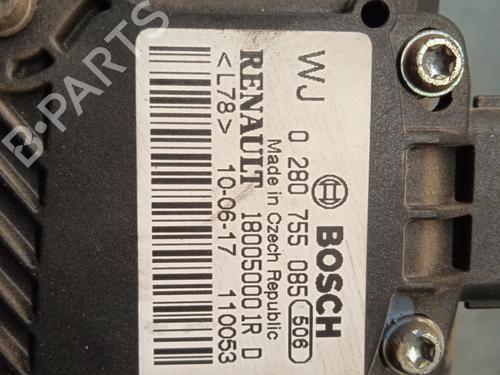 WJ
BOSCH
0 280 755 085 506
Made in Czech Republic
RENAULT 180050001R D
<L78> 10-06-17 110053
B-PARTS